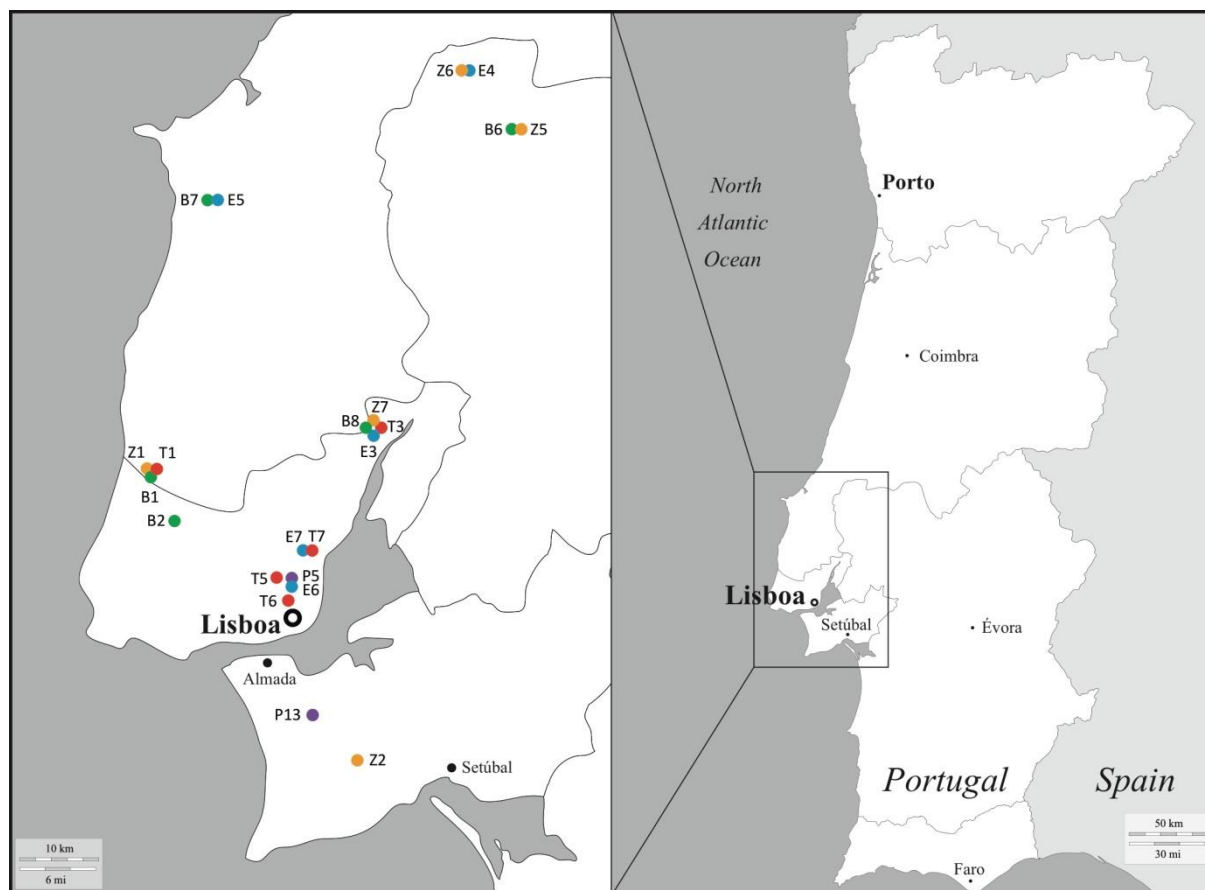 Z6
E4
B6
Z5
B7
E5
Z7
B8
T3
E3
Z1
T1
B1
B2
E7
T7
T5
P5
E6
T6
Lisboa
Almada
P13
Z2
Setúbal
10 km
6 mi
North
Atlantic
Ocean
Porto
Coimbra
Lisboa
Setúbal
Évora
Portugal
Spain
Faro
50 km
30 mi